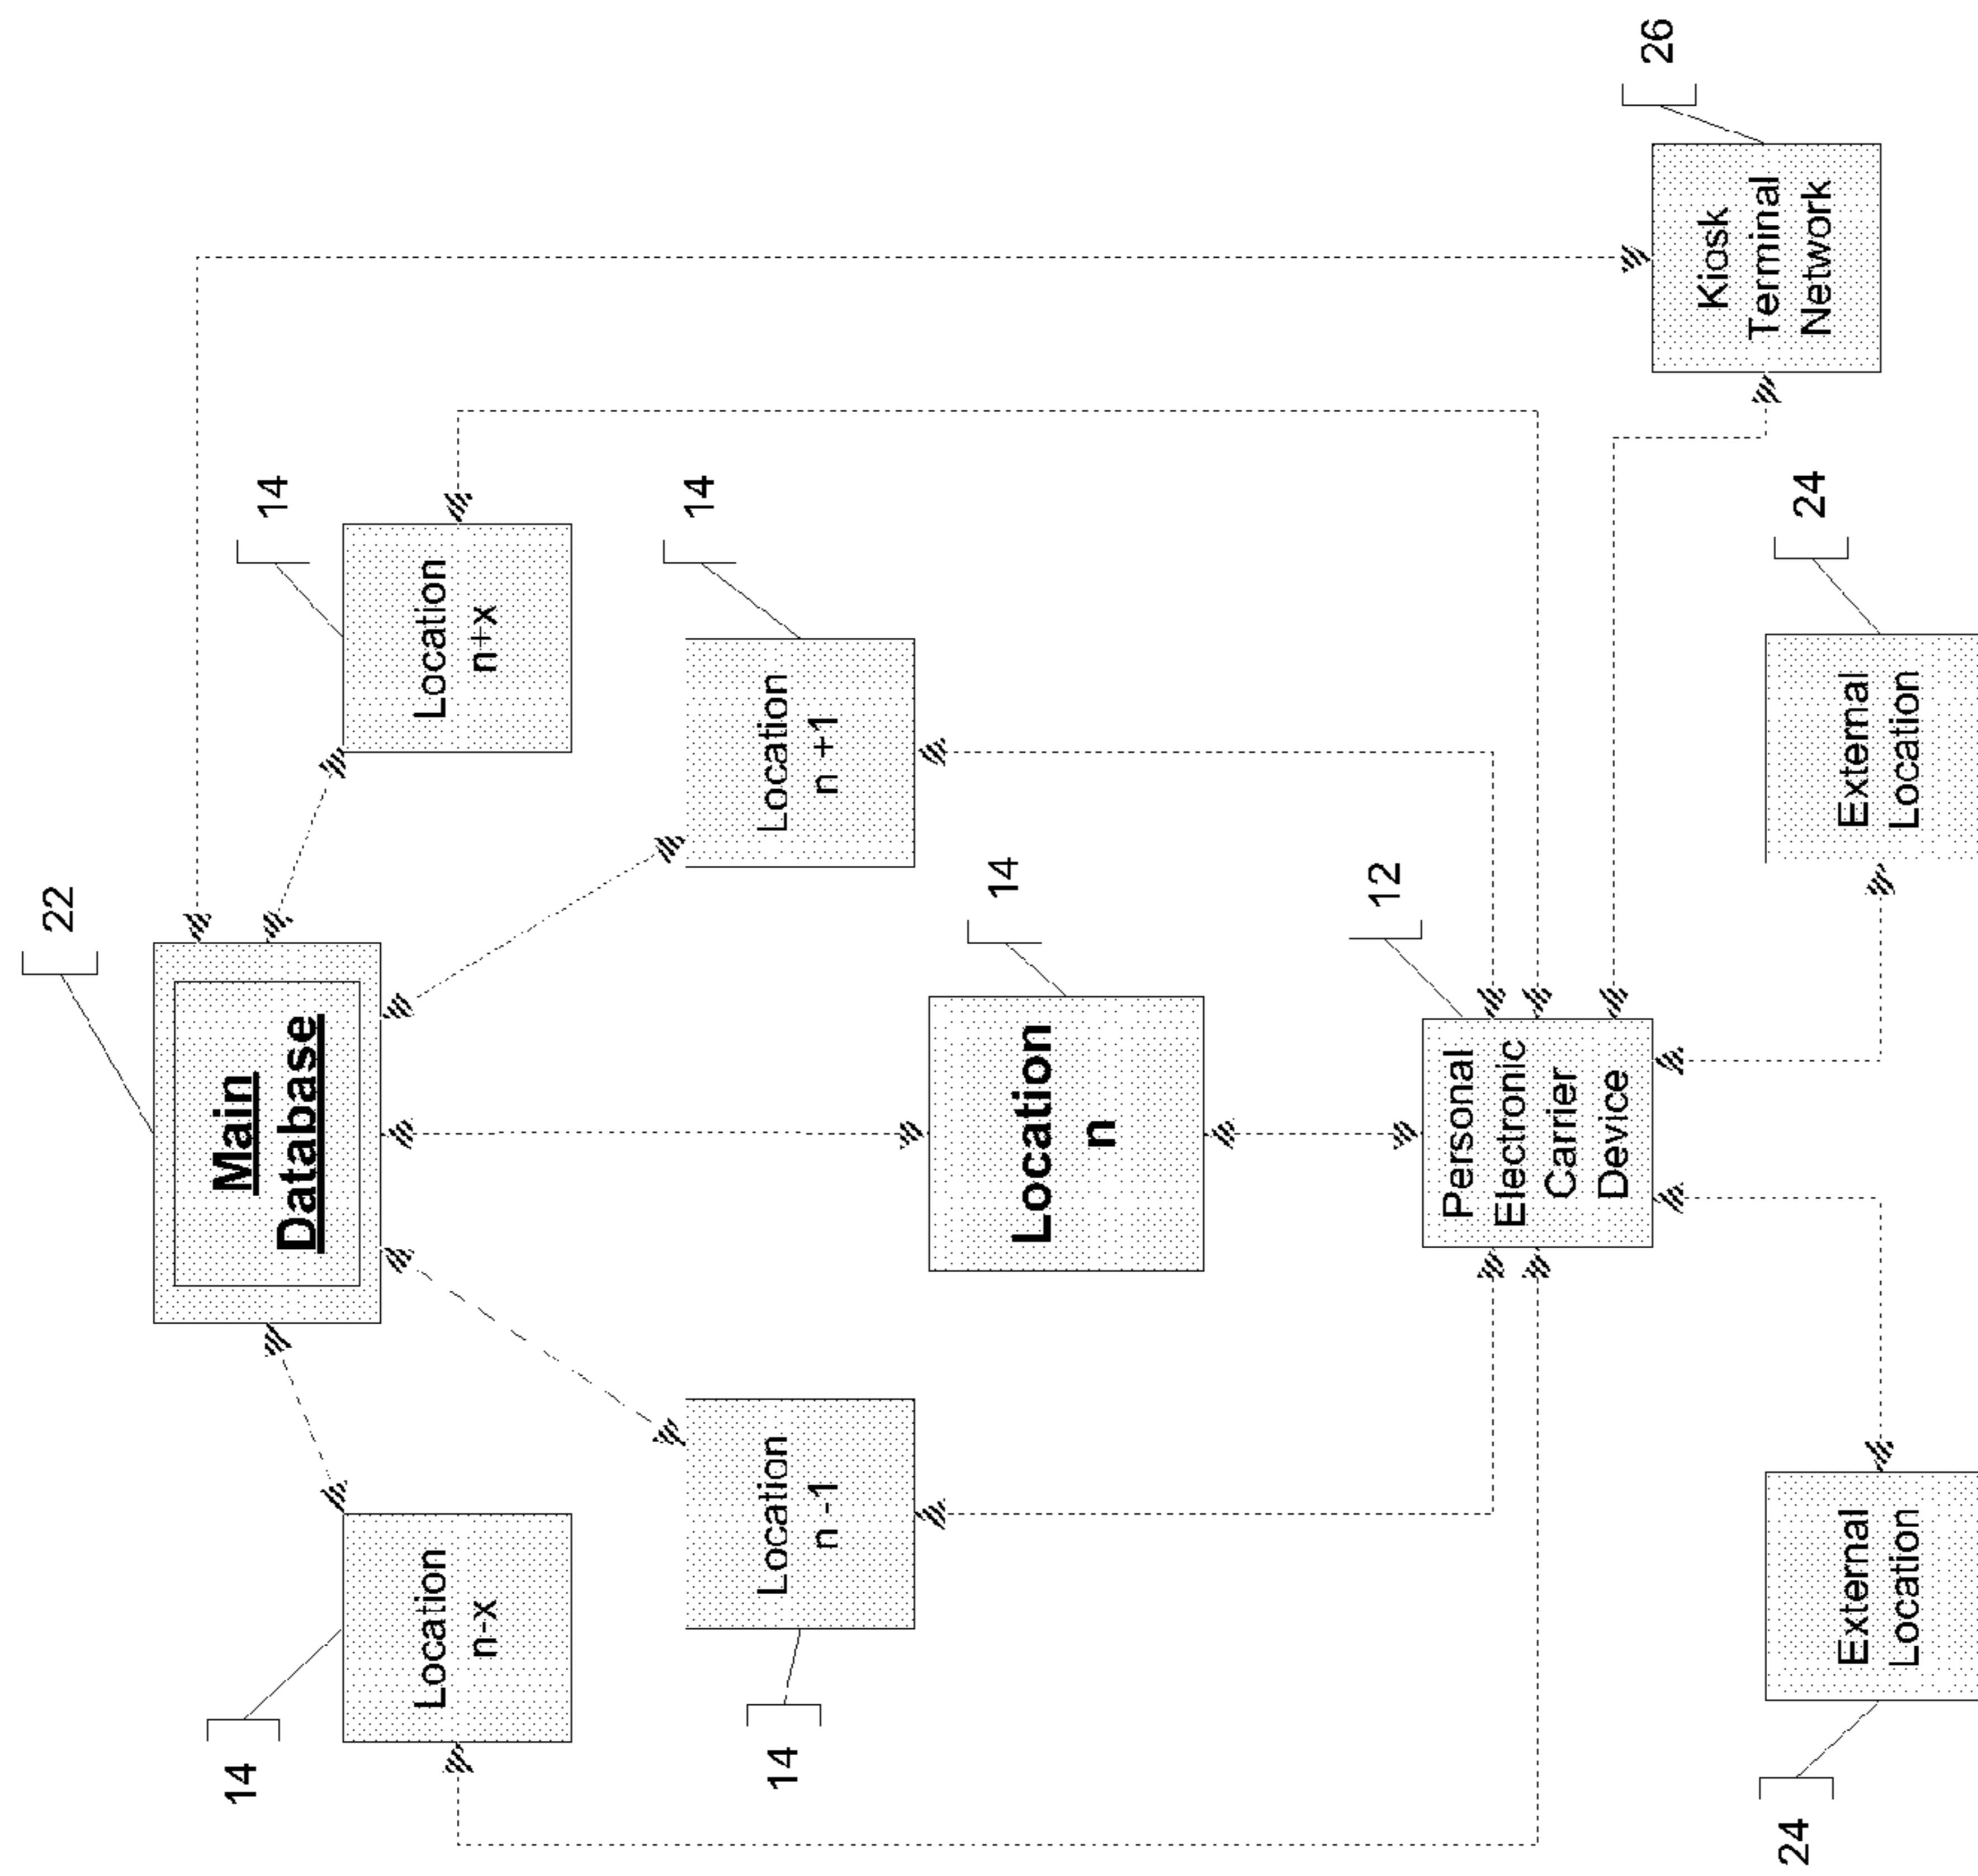 22
Main
Database
14
Location
n-x
14
Location
n+x
14
Location
n -1
14
Location
n +1
14
Location
n
12
Personal
Electronic
Carrier
Device
26
Kiosk
Terminal
Network
24
External
Location
24
External
Location